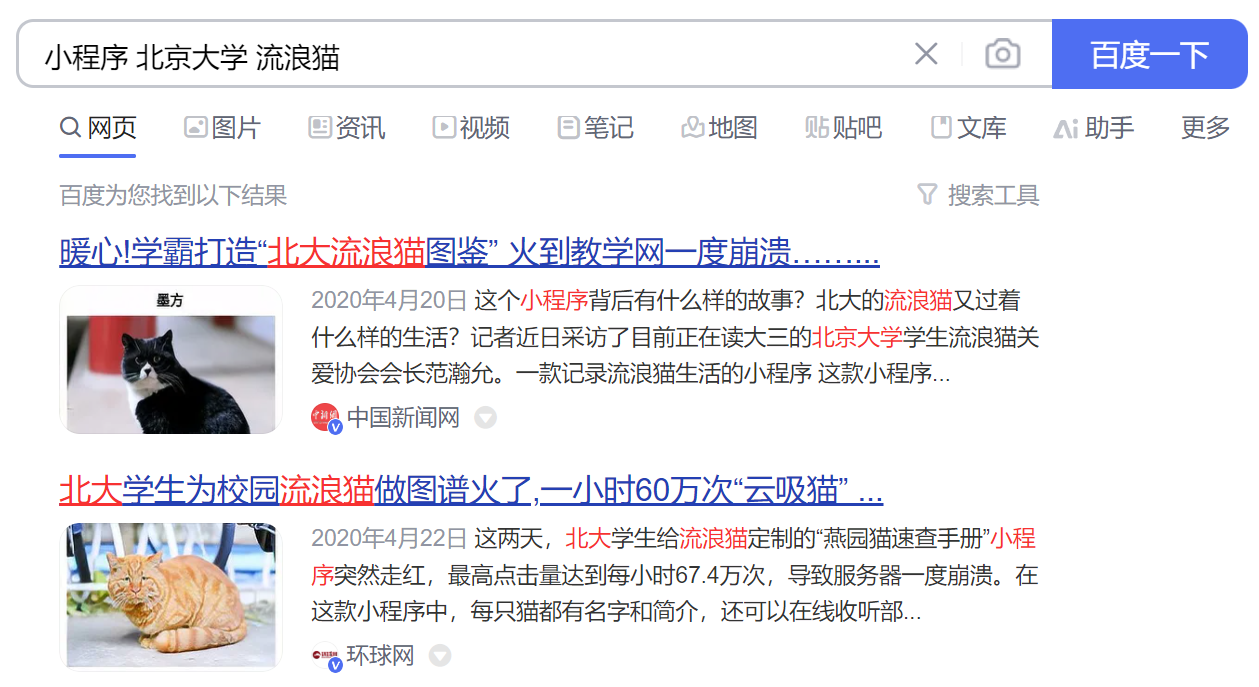 小程序 北京大学 流浪猫
百度一下
网页 图片 资讯 视频 笔记 地图 贴吧 文库 助手 更多
百度为您找到以下结果 搜索工具
暖心!学霸打造“北大流浪猫图鉴” 火到教学网一度崩溃……...
墨方
2020年4月20日 这个小程序背后有什么样的故事？北大的流浪猫又过着
什么样的生活？记者近日采访了目前正在读大三的北京大学学生流浪猫关
爱协会会长范瀚允。一款记录流浪猫生活的小程序 这款小程序...
中国新闻网
北大学生为校园流浪猫做图谱火了,一小时60万次“云吸猫” ...
2020年4月22日 这两天，北大学生给流浪猫定制的“燕园猫速查手册”小程
序突然走红，最高点击量达到每小时67.4万次，导致服务器一度崩溃。在
这款小程序中，每只猫都有名字和简介，还可以在线收听部...
环球网